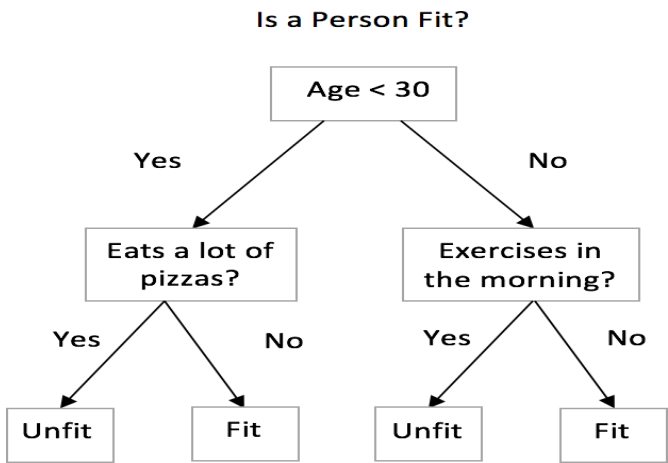 Is a Person Fit?
Age < 30
Yes
No
Eats a lot of
pizzas?
Exercises in
the morning?
Yes
No
Yes
No
Unfit
Fit
Unfit
Fit